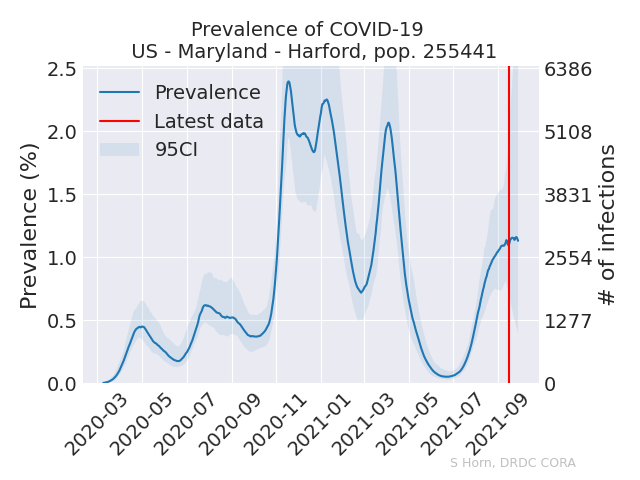 Prevalence of COVID-19
US - Maryland - Harford, pop. 255441
Prevalence (%)
2.5
2.0
1.5
1.0
0.5
0.0
Prevalence
Latest data
95CI
6386
5108
3831
2554
1277
0
# of infections
2020-03
2020-05
2020-07
2020-09
2020-11
2021-01
2021-03
2021-05
2021-07
2021-09
S Horn, DRDC CORA